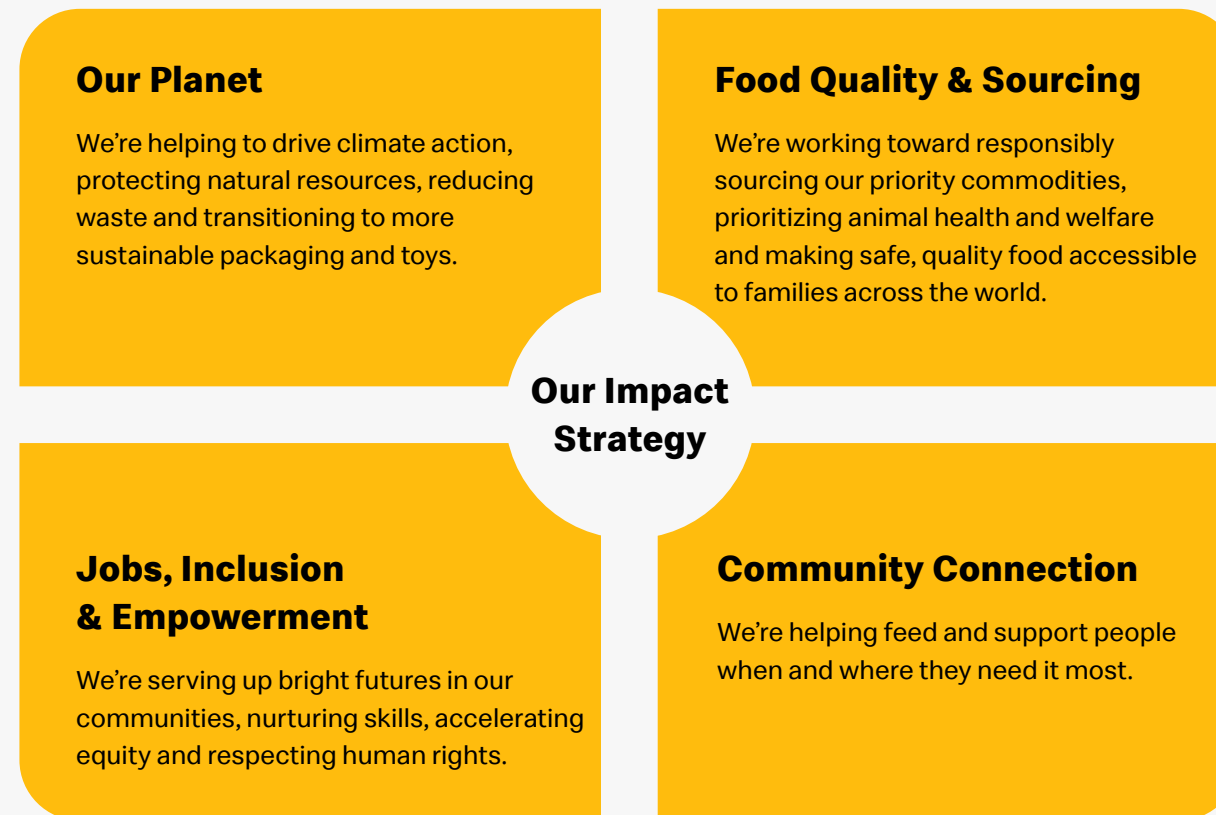 Our Planet
We’re helping to drive climate action,
protecting natural resources, reducing
waste and transitioning to more
sustainable packaging and toys.
Food Quality & Sourcing
We’re working toward responsibly
sourcing our priority commodities,
prioritizing animal health and welfare
and making safe, quality food accessible
to families across the world.
Our Impact
Strategy
Jobs, Inclusion
& Empowerment
We’re serving up bright futures in our
communities, nurturing skills, accelerating
equity and respecting human rights.
Community Connection
We’re helping feed and support people
when and where they need it most.